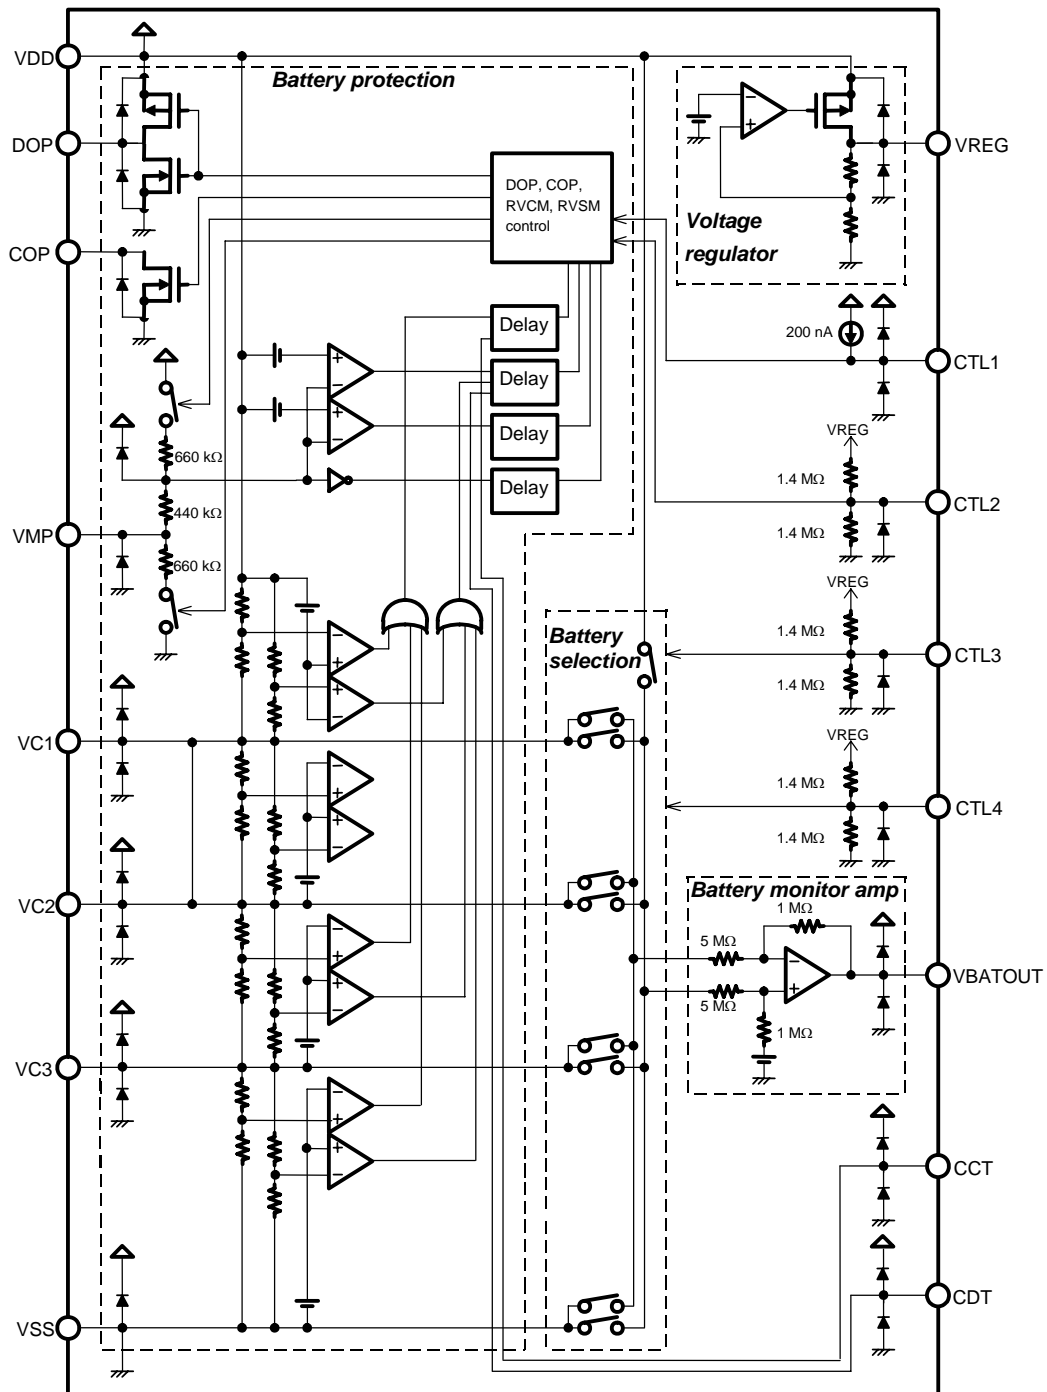 VDD
Battery protection
DOP
DOP, COP,
RVCM, RVSM
control
VREG
Voltage
regulator
COP
Delay
200 nA
CTL1
Delay
Delay
VREG
660 kΩ
1.4 MΩ
Delay
CTL2
440 kΩ
VMP
1.4 MΩ
660 kΩ
VREG
Battery
selection
1.4 MΩ
CTL3
1.4 MΩ
VC1
VREG
1.4 MΩ
CTL4
1.4 MΩ
Battery monitor amp
VC2
1 MΩ
5 MΩ
VBATOUT
5 MΩ
1 MΩ
VC3
CCT
CDT
VSS